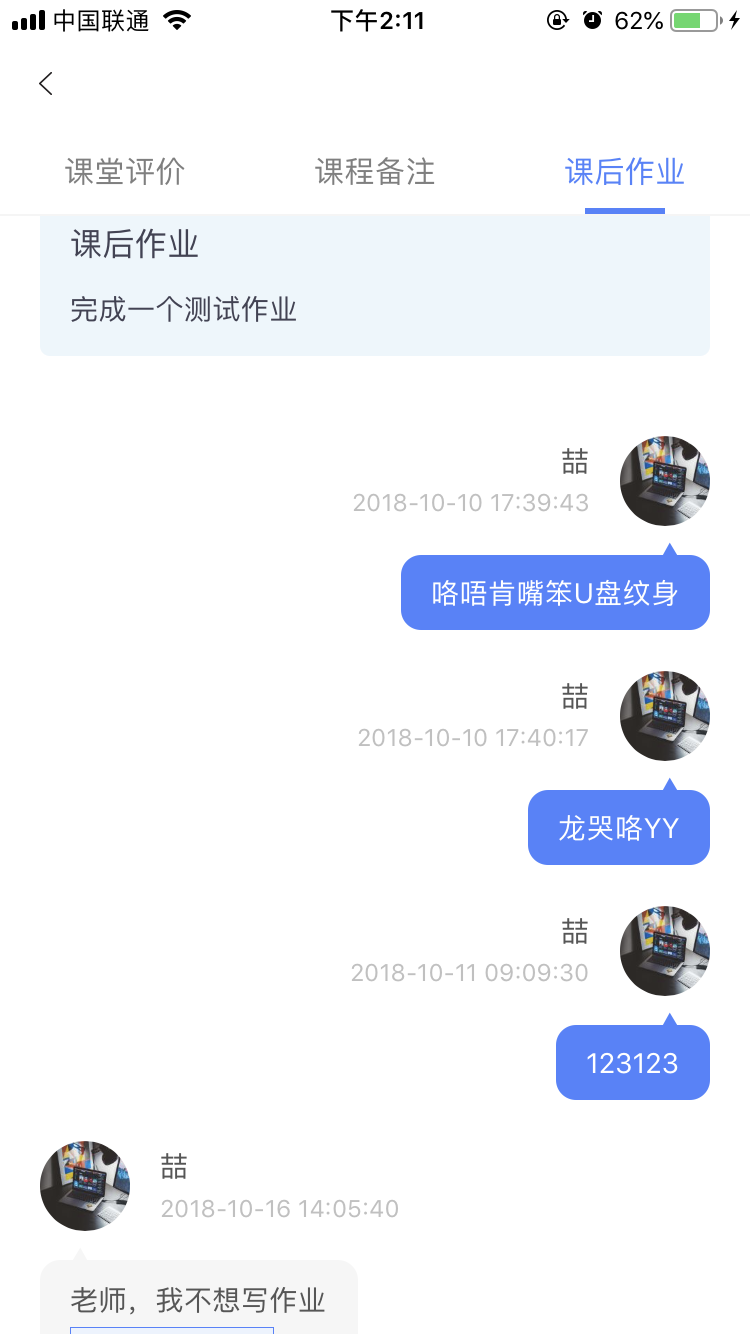 中国联通 下午2:11 62%
课堂评价 课程备注 课后作业
课后作业
完成一个测试作业
喆
2018-10-10 17:39:43
咯唔肯嘴笨U盘纹身
喆
2018-10-10 17:40:17
龙哭咯YY
喆
2018-10-11 09:09:30
123123
喆
2018-10-16 14:05:40
老师，我不想写作业